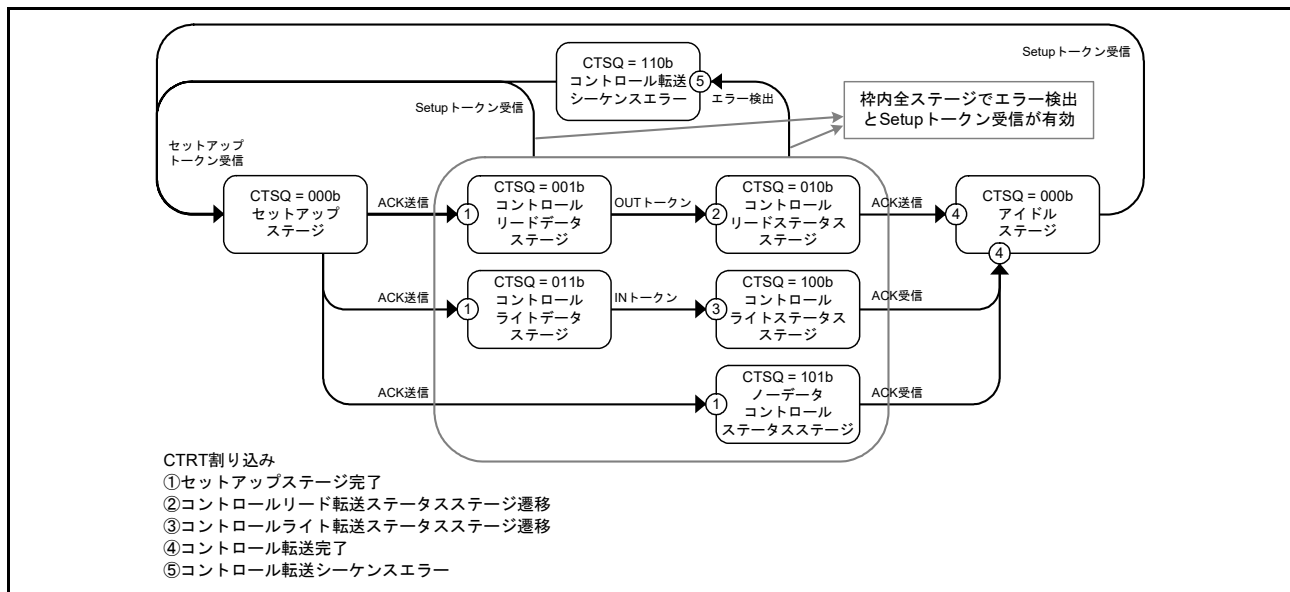 Setupトークン受信
CTSQ = 110b
コントロール転送
シーケンスエラー
⑤
エラー検出
Setupトークン受信
枠内全ステージでエラー検出
とSetupトークン受信が有効
セットアップ
トークン受信
CTSQ = 000b
セットアップ
ステージ
ACK送信
①
CTSQ = 001b
コントロール
リードデータ
ステージ
OUTトークン
②
CTSQ = 010b
コントロール
リードステータス
ステージ
ACK送信
④
CTSQ = 000b
アイドル
ステージ
④
ACK送信
①
CTSQ = 011b
コントロール
ライトデータ
ステージ
INトークン
③
CTSQ = 100b
コントロール
ライトステータス
ステージ
ACK受信
ACK送信
①
CTSQ = 101b
ノーデータ
コントロール
ステータスステージ
ACK受信
CTRT割り込み
①セットアップステージ完了
②コントロールリード転送ステータスステージ遷移
③コントロールライト転送ステータスステージ遷移
④コントロール転送完了
⑤コントロール転送シーケンスエラー